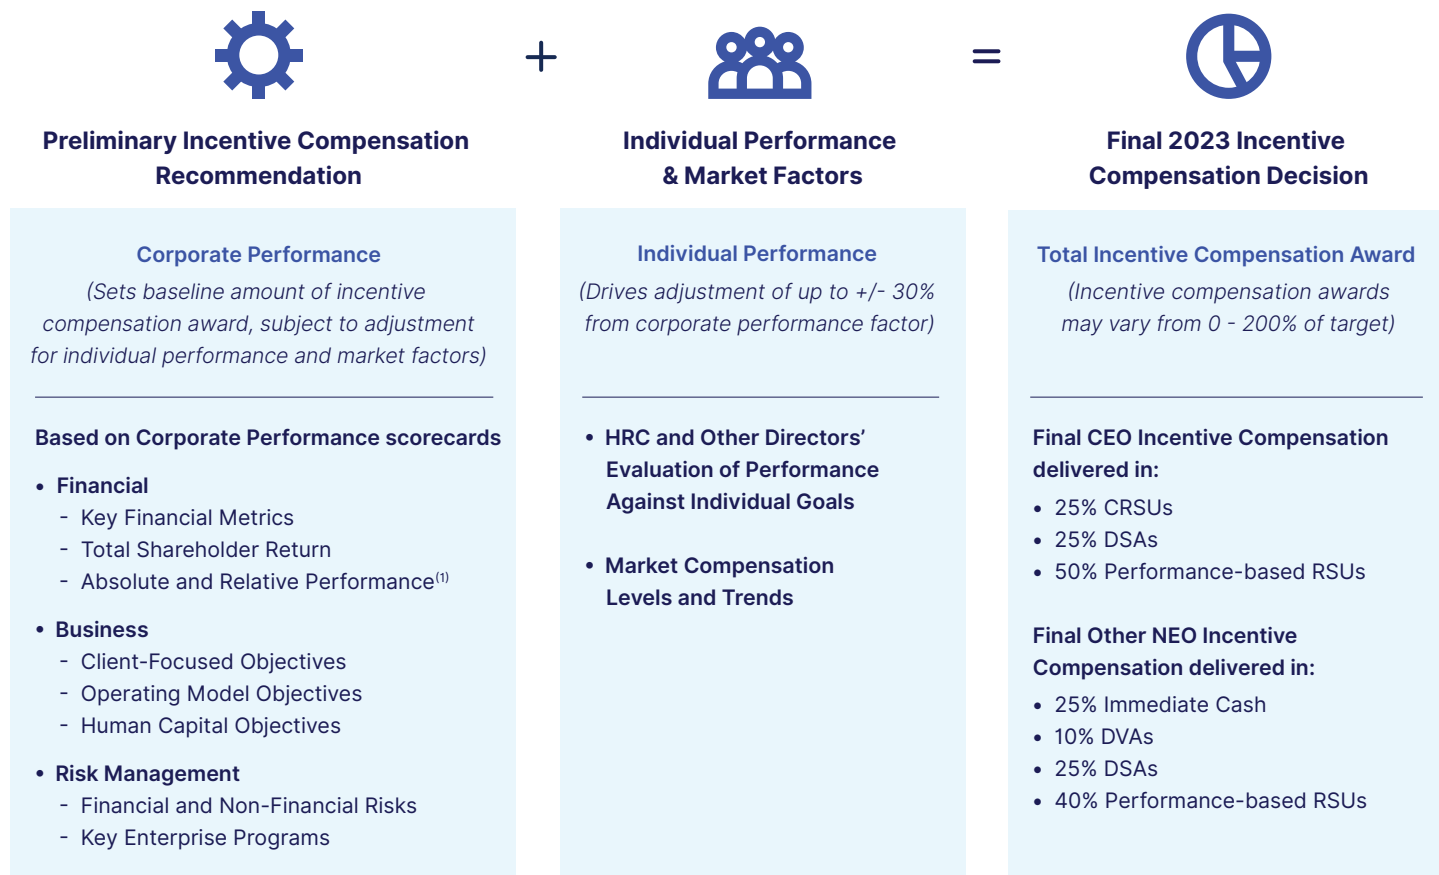 +
=
Preliminary Incentive Compensation
Recommendation
Individual Performance
& Market Factors
Final 2023 Incentive
Compensation Decision
Corporate Performance
(Sets baseline amount of incentive
compensation award, subject to adjustment
for individual performance and market factors)
Based on Corporate Performance scorecards
• Financial
- Key Financial Metrics
- Total Shareholder Return
- Absolute and Relative Performance(1)
• Business
- Client-Focused Objectives
- Operating Model Objectives
- Human Capital Objectives
• Risk Management
- Financial and Non-Financial Risks
- Key Enterprise Programs
Individual Performance
(Drives adjustment of up to +/- 30%
from corporate performance factor)
• HRC and Other Directors’
Evaluation of Performance
Against Individual Goals
• Market Compensation
Levels and Trends
Total Incentive Compensation Award
(Incentive compensation awards
may vary from 0 - 200% of target)
Final CEO Incentive Compensation
delivered in:
• 25% CRSUs
• 25% DSAs
• 50% Performance-based RSUs
Final Other NEO Incentive
Compensation delivered in:
• 25% Immediate Cash
• 10% DVAs
• 25% DSAs
• 40% Performance-based RSUs